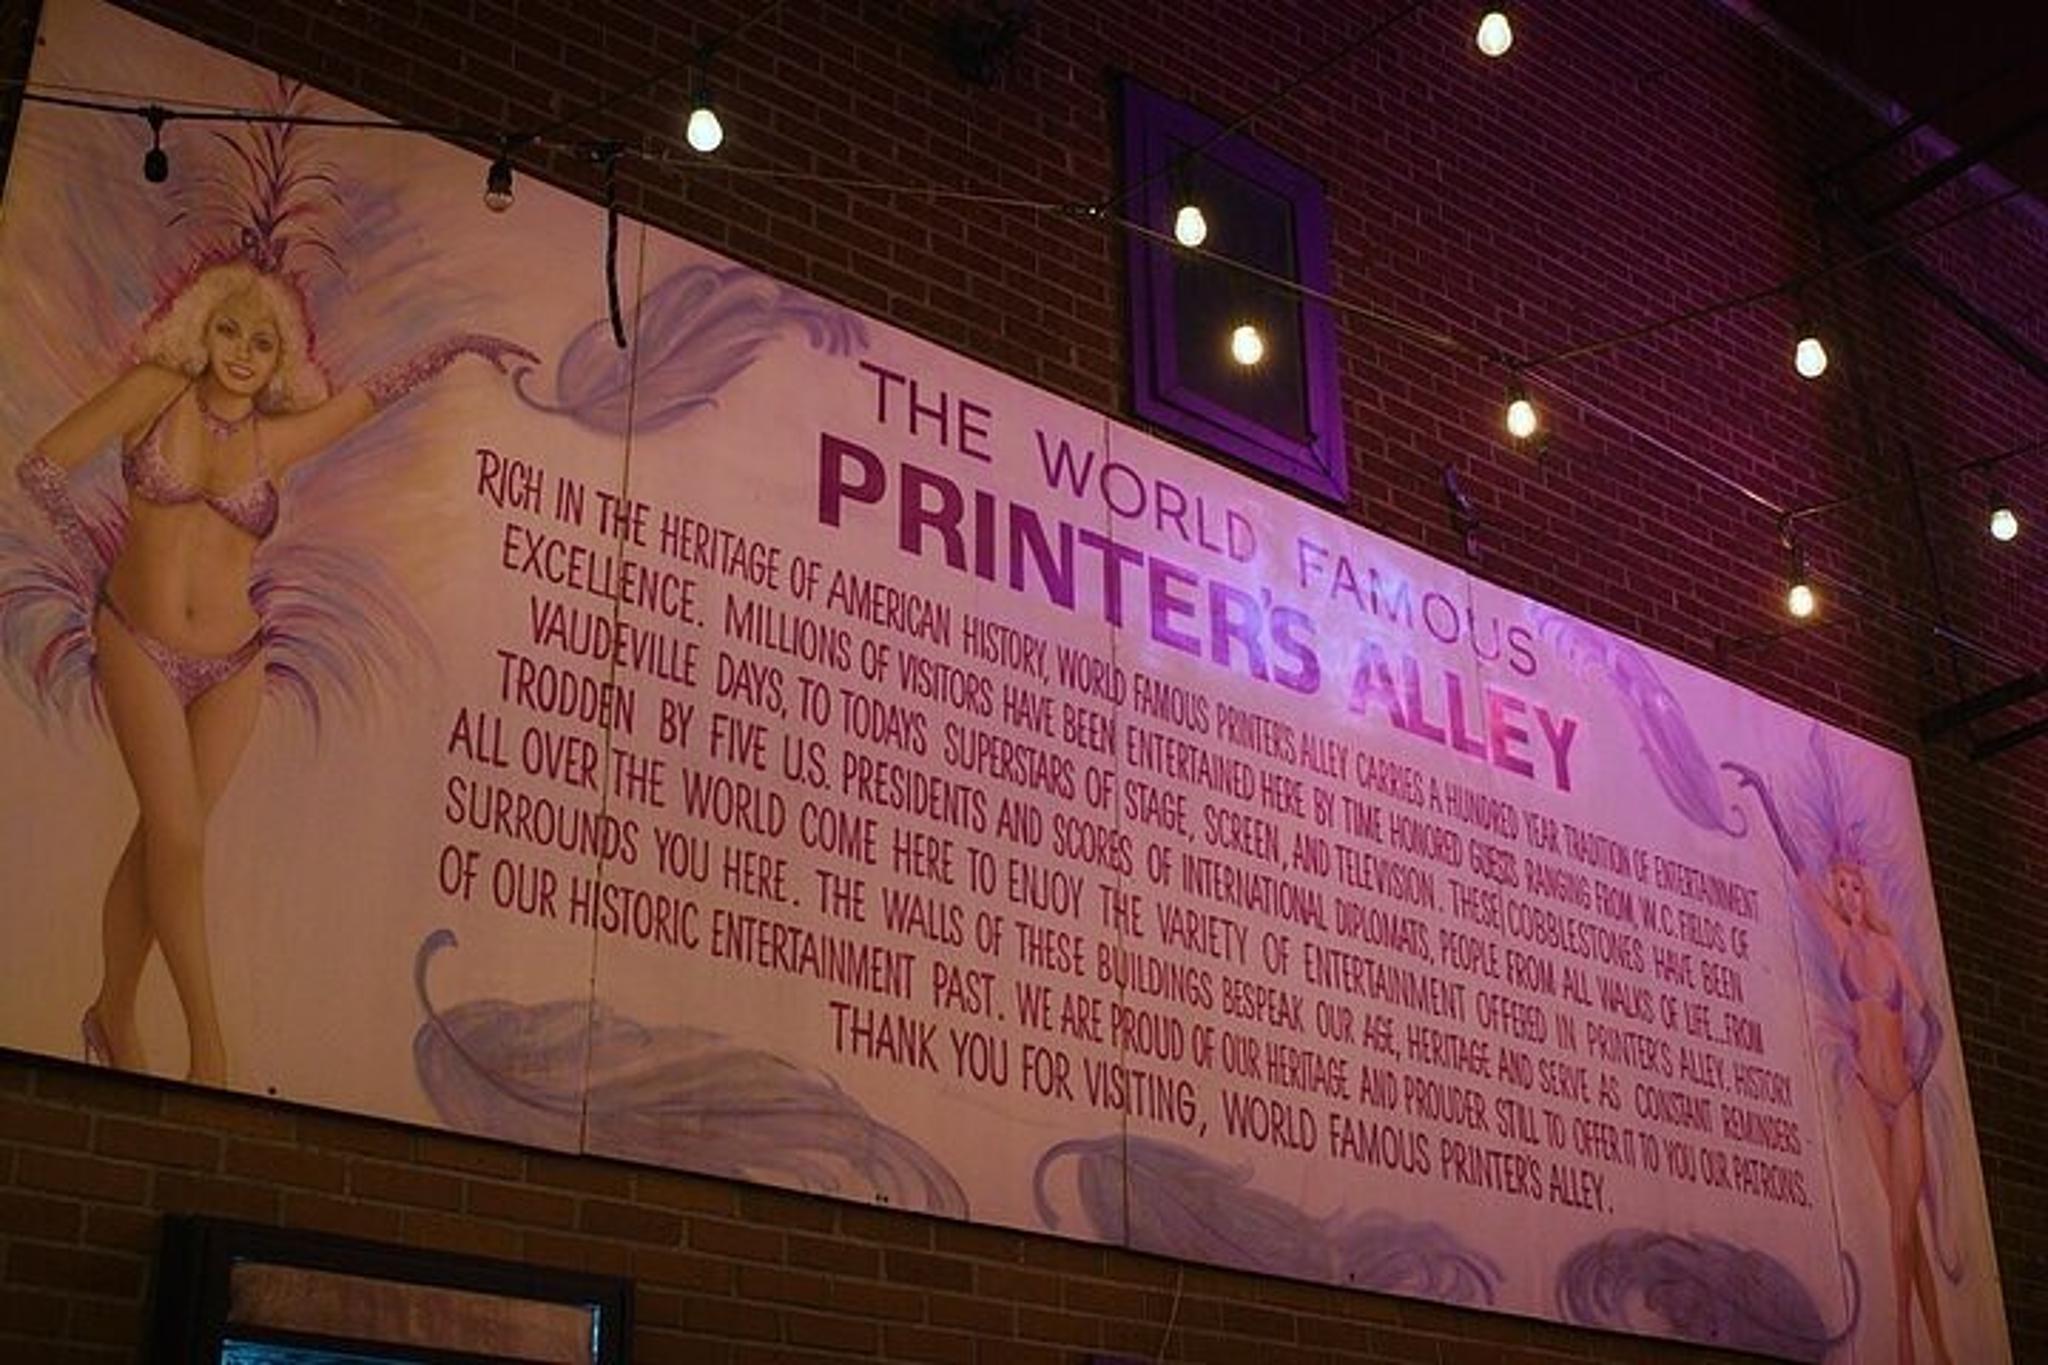 THE WORLD FAMOUS
PRINTER'S ALLEY
RICH IN THE HERITAGE OF AMERICAN HISTORY, WORLD FAMOUS PRINTER'S ALLEY CARRIES A HUNDRED YEAR TRADITION OF ENTERTAINMENT
EXCELLENCE. MILLIONS OF VISITORS HAVE BEEN ENTERTAINED HERE BY TIME HONORED GUESTS RANGING FROM W.C. FIELDS OF
VAUDEVILLE DAYS, TO TODAYS SUPERSTARS OF STAGE, SCREEN, AND TELEVISION. THESE COBBLESTONES HAVE BEEN
TRODDEN BY FIVE U.S. PRESIDENTS AND SCORES OF INTERNATIONAL DIPLOMATS, PEOPLE FROM ALL WALKS OF LIFE...FROM
ALL OVER THE WORLD COME HERE TO ENJOY THE VARIETY OF ENTERTAINMENT OFFERED IN PRINTER'S ALLEY. HISTORY
SURROUNDS YOU HERE. THE WALLS OF THESE BUILDINGS BESPEAK OUR AGE, HERITAGE AND SERVE AS CONSTANT REMINDERS
OF OUR HISTORIC ENTERTAINMENT PAST. WE ARE PROUD OF OUR HERITAGE AND PROUDER STILL TO OFFER IT TO YOU OUR PATRONS.
THANK YOU FOR VISITING, WORLD FAMOUS PRINTER'S ALLEY.